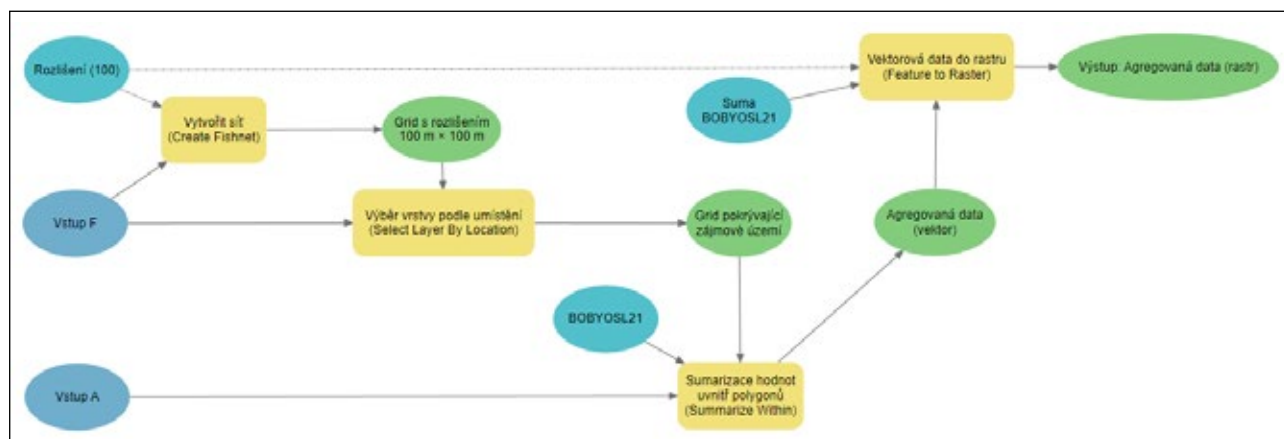 Rozlišení (100)
Vektorová data do rastru
(Feature to Raster)
Výstup: Agregovaná data (rastr)
Suma
BOBYOSL21
Vytvořit síť
(Create Fishnet)
Grid s rozlišením
100 m × 100 m
Vstup F
Výběr vrstvy podle umístění
(Select Layer By Location)
Grid pokrývající
zájmové území
Agregovaná data
(vektor)
BOBYOSL21
Vstup A
Sumarizace hodnot
uvnitř polygonů
(Summarize Within)